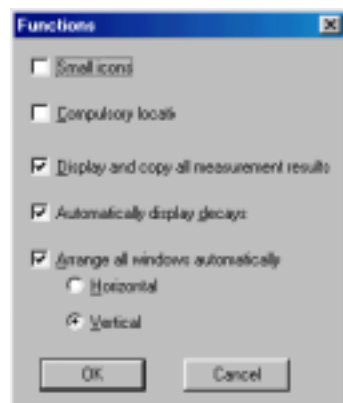 Functions
Small icons
Compulsory locati
Display and copy all measurement results
Automatically display decays
Arrange all windows automatically
Horizontal
Vertical
OK Cancel